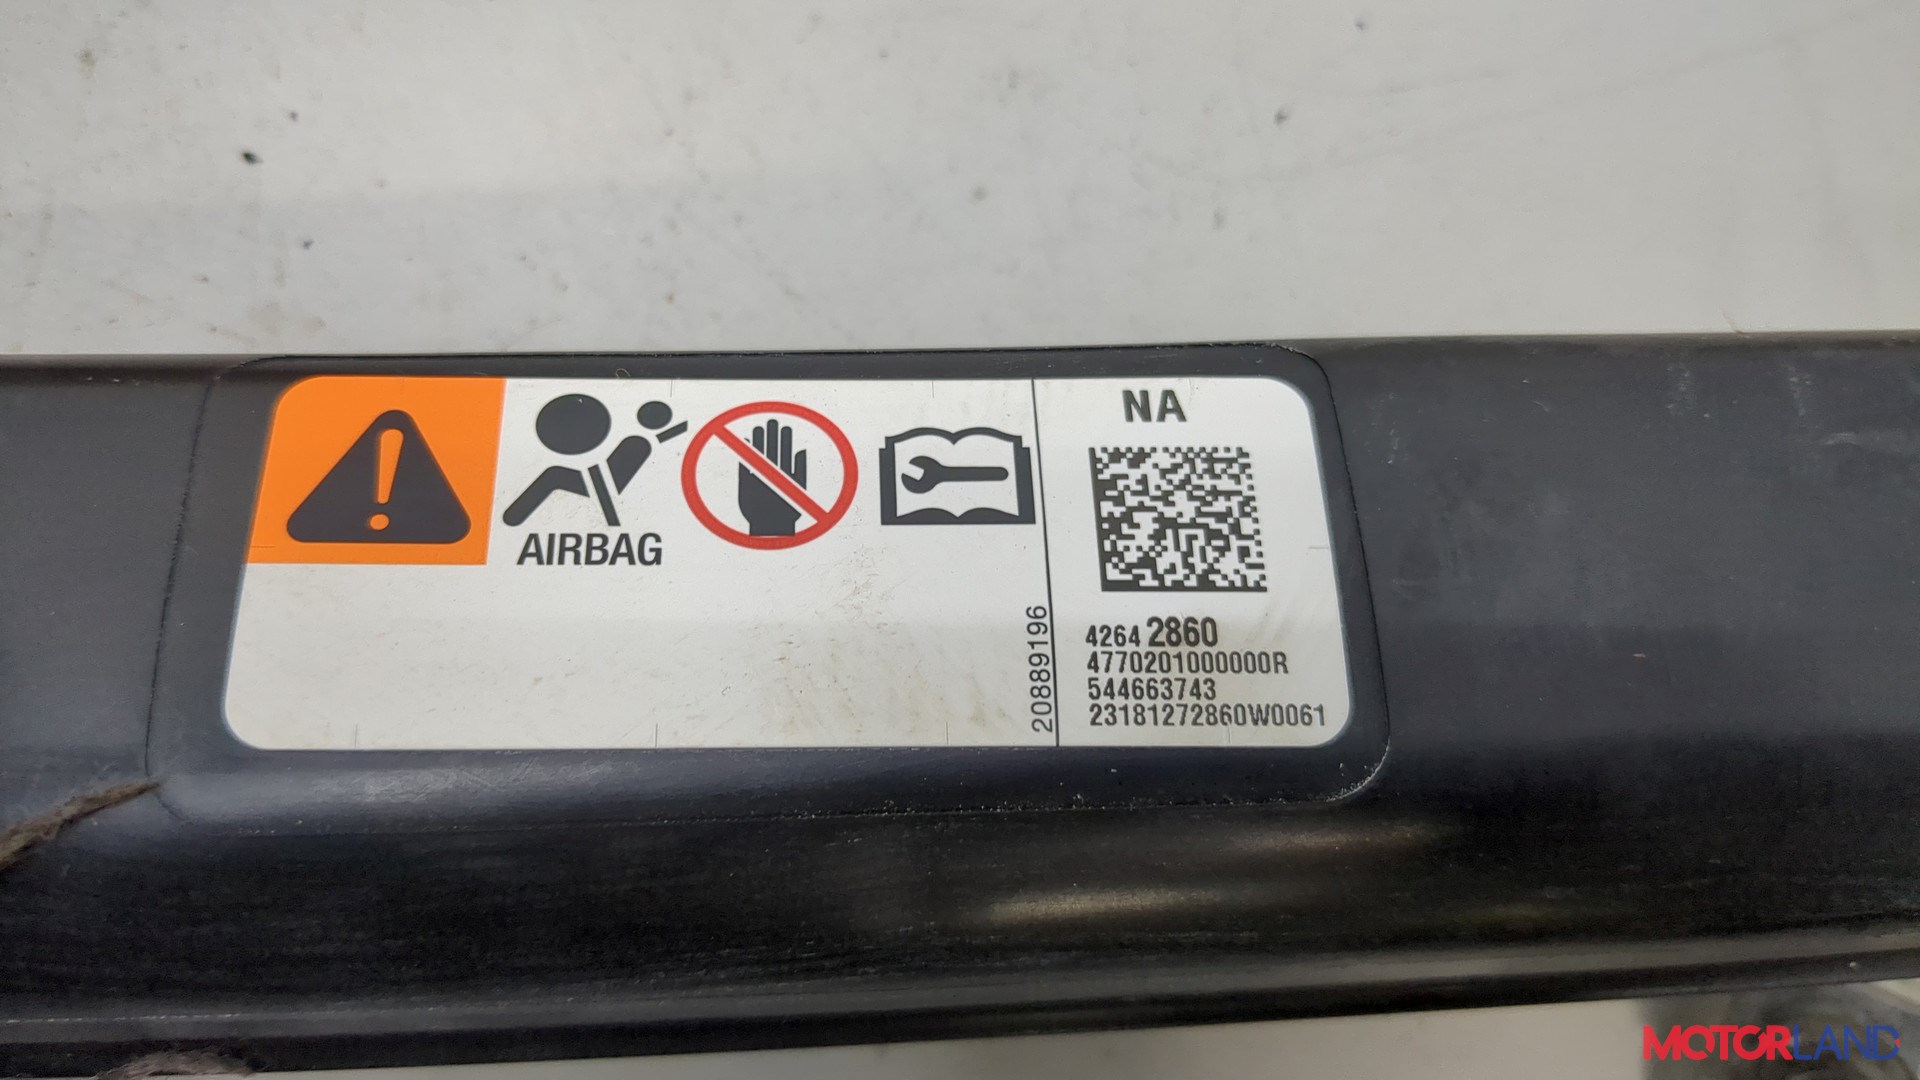 AIRBAG
20889196
NA
4264 2860
4770201000000R
544663743
23181272860W0061
MOTORLAND